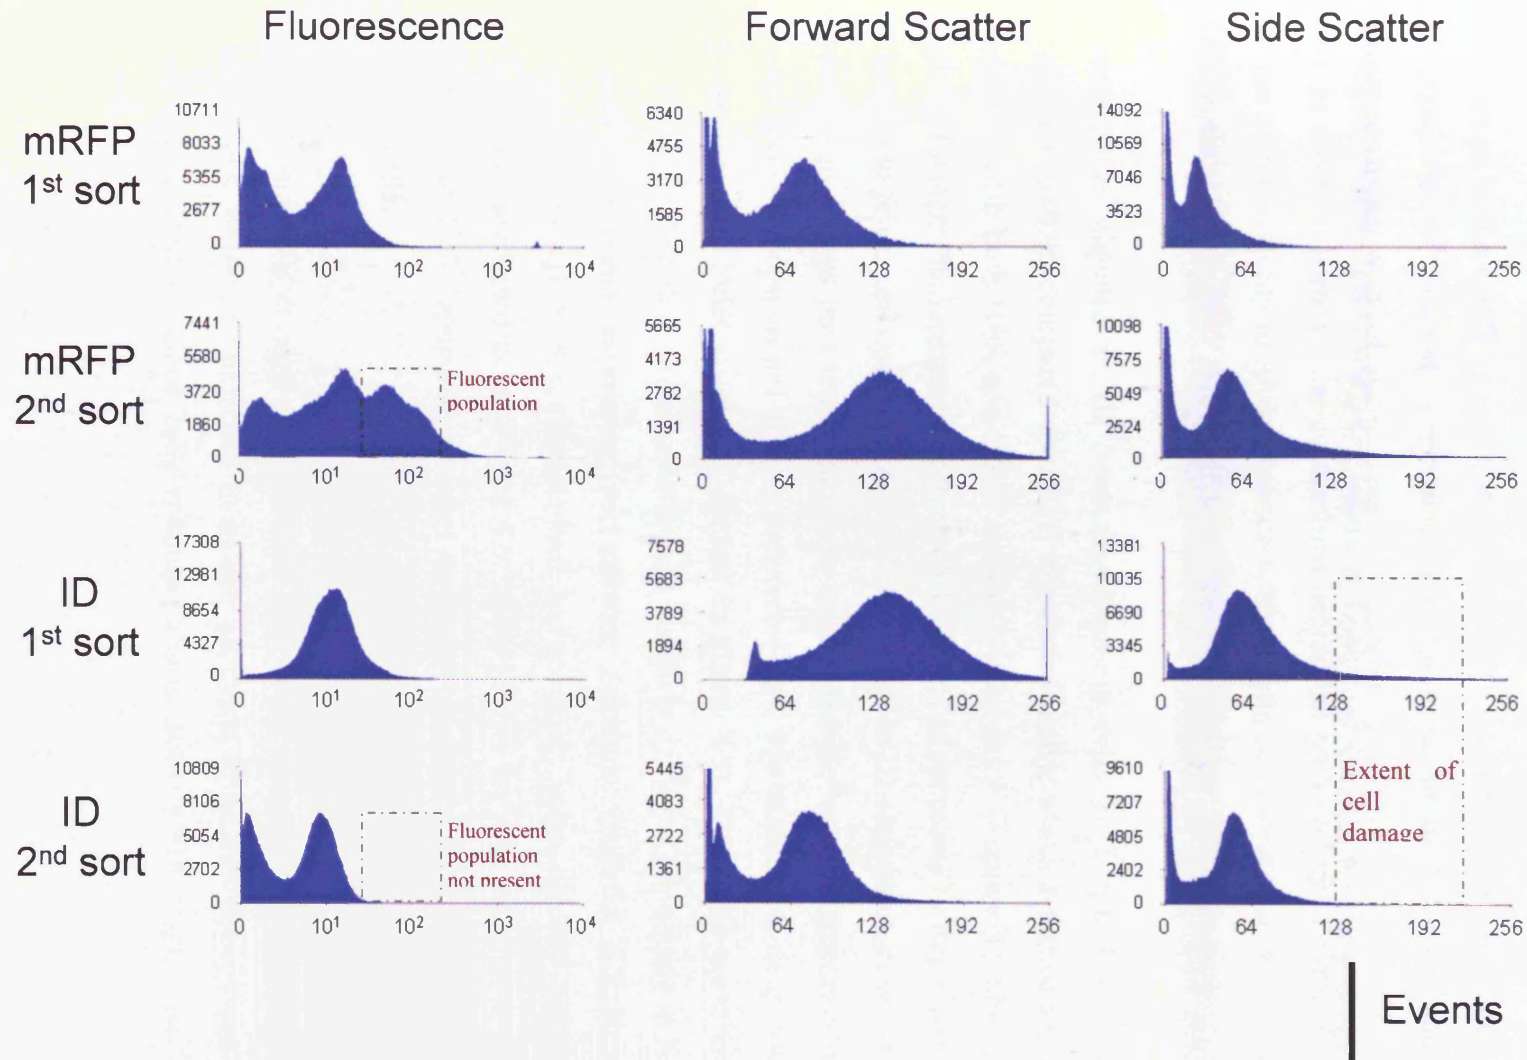 Fluorescence Forward Scatter Side Scatter
mRFP
1st sort
10711
8033
5355
2677
0
0 10¹ 10² 10³ 10⁴
6340
4755
3170
1585
0
0 64 128 192 256
14092
10569
7046
3523
0
0 64 128 192 256
mRFP
2nd sort
7441
5580
3720
1860
0
0 10¹ 10² 10³ 10⁴
Fluorescent
population
5665
4173
2782
1391
0
0 64 128 192 256
10098
7575
5049
2524
0
0 64 128 192 256
ID
1st sort
17308
12981
8654
4327
0
0 10¹ 10² 10³ 10⁴
7578
5683
3789
1894
0
0 64 128 192 256
13381
10035
6690
3345
0
0 64 128 192 256
ID
2nd sort
10809
8106
5054
2702
0
0 10¹ 10² 10³ 10⁴
Fluorescent
population
not present
5445
4083
2722
1361
0
0 64 128 192 256
9610
7207
4805
2402
0
0 64 128 192 256
Extent of
cell
damage
Events